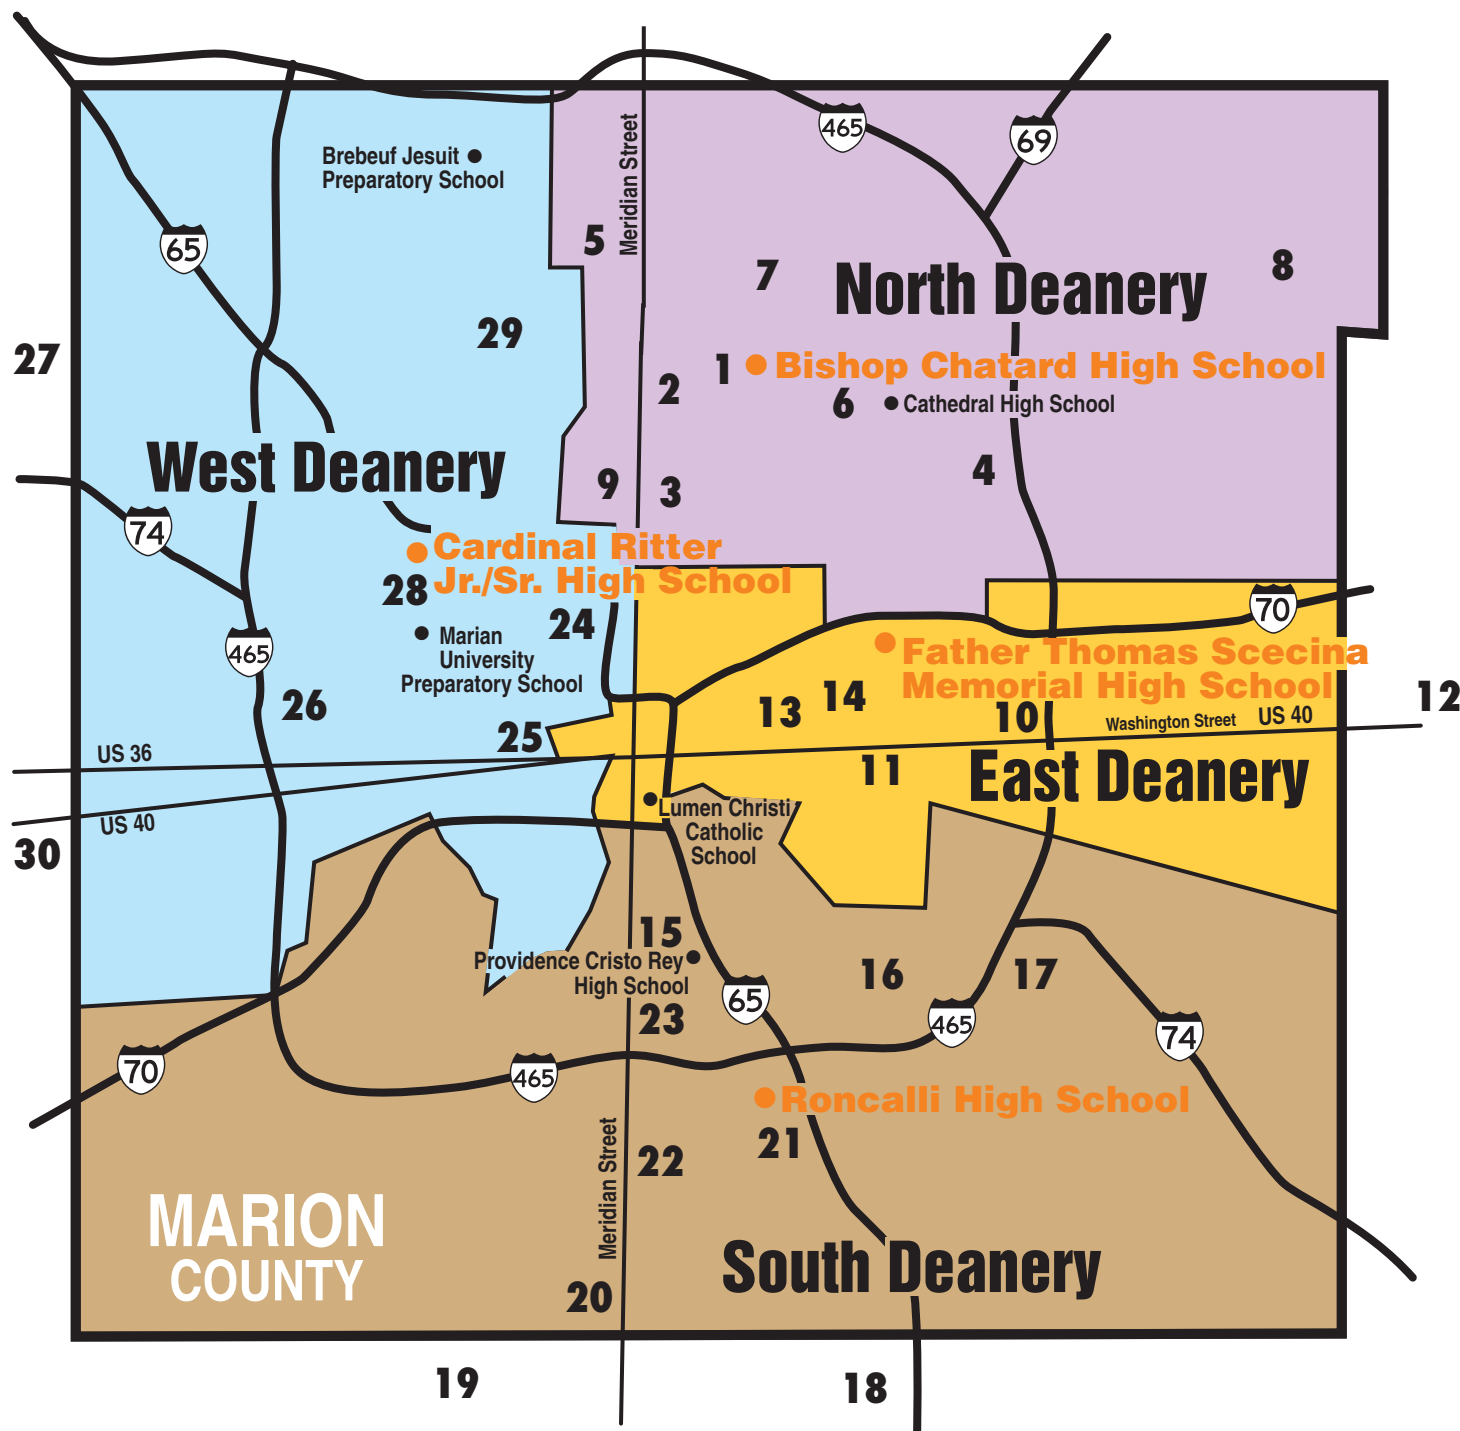 465
69
Meridian Street
Brebeuf Jesuit
Preparatory School
65
5
7
8
North Deanery
29
27
1
Bishop Chatard High School
2
6
Cathedral High School
West Deanery
4
9
3
74
Cardinal Ritter
Jr./Sr. High School
28
70
24
Marian
University
Preparatory School
465
Father Thomas Scecina
Memorial High School
26
13
14
10
12
Washington Street
US 40
25
US 36
11
East Deanery
US 40
Lumen Christi
Catholic
School
30
15
Providence Cristo Rey
High School
16
17
65
23
465
74
70
465
Roncalli High School
21
22
Meridian Street
MARION
COUNTY
South Deanery
20
19
18